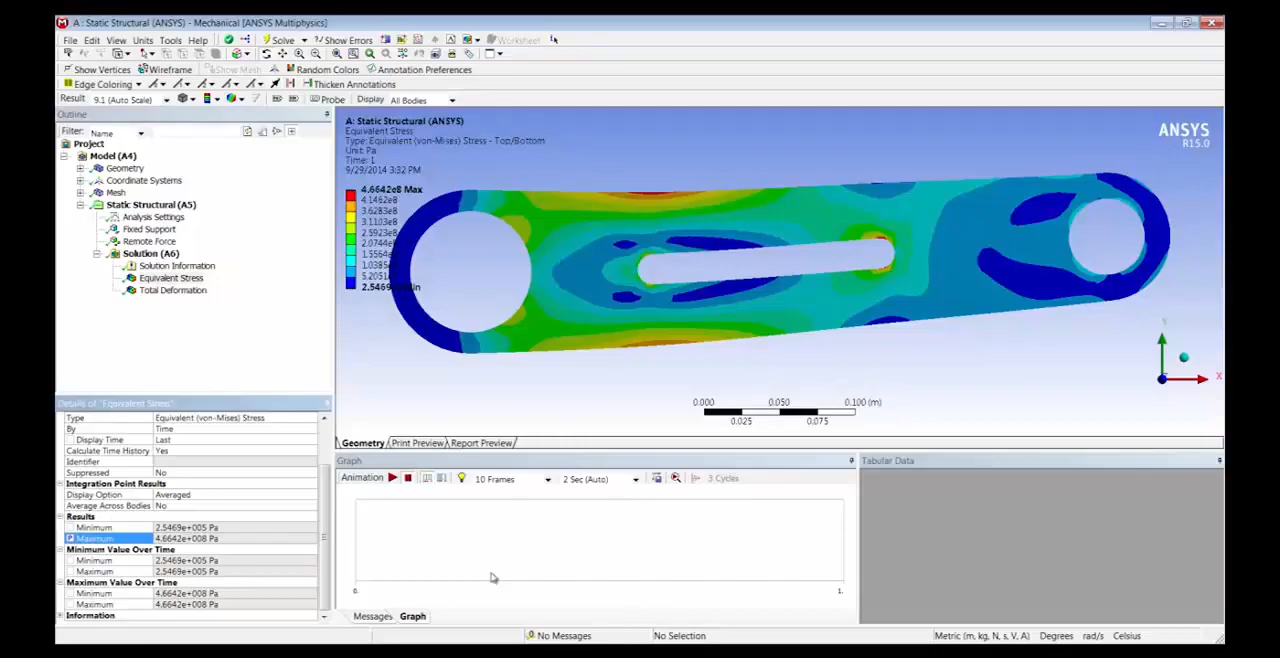 A : Static Structural (ANSYS) - Mechanical [ANSYS Multiphysics]
File Edit View Units Tools Help Solve ?/Show Errors Worksheet
Show Vertices Wireframe Show Mesh Random Colors Annotation Preferences
Edge Coloring Thicken Annotations
Result 9.1 (Auto Scale) Probe Display All Bodies
Outline
Filter: Name
Project
Model (A4)
Geometry
Coordinate Systems
Mesh
Static Structural (A5)
Analysis Settings
Fixed Support
Remote Force
Solution (A6)
Solution Information
Equivalent Stress
Total Deformation
Details of "Equivalent Stress"
Type Equivalent (von-Mises) Stress
By Time
Display Time Last
Calculate Time History Yes
Identifier
Suppressed No
Integration Point Results
Display Option Averaged
Average Across Bodies No
Results
Minimum 2.5469e+005 Pa
P Maximum 4.6642e+008 Pa
Minimum Value Over Time
Minimum 2.5469e+005 Pa
Maximum 2.5469e+005 Pa
Maximum Value Over Time
Minimum 4.6642e+008 Pa
Maximum 4.6642e+008 Pa
Information
A: Static Structural (ANSYS)
Equivalent Stress
Type: Equivalent (von-Mises) Stress - Top/Bottom
Unit: Pa
Time: 1
9/29/2014 3:32 PM
4.6642e8 Max
4.1462e8
3.6283e8
3.1103e8
2.5923e8
2.0744e8
ANSYS
R15.0
Y
X
0.000 0.050 0.100 (m)
0.025 0.075
Geometry Print Preview Report Preview
Graph
Animation 10 Frames 2 Sec (Auto) 3 Cycles
0. 1.
Messages Graph
Tabular Data
No Messages No Selection Metric (m, kg, N, s, V, A) Degrees rad/s Celsius